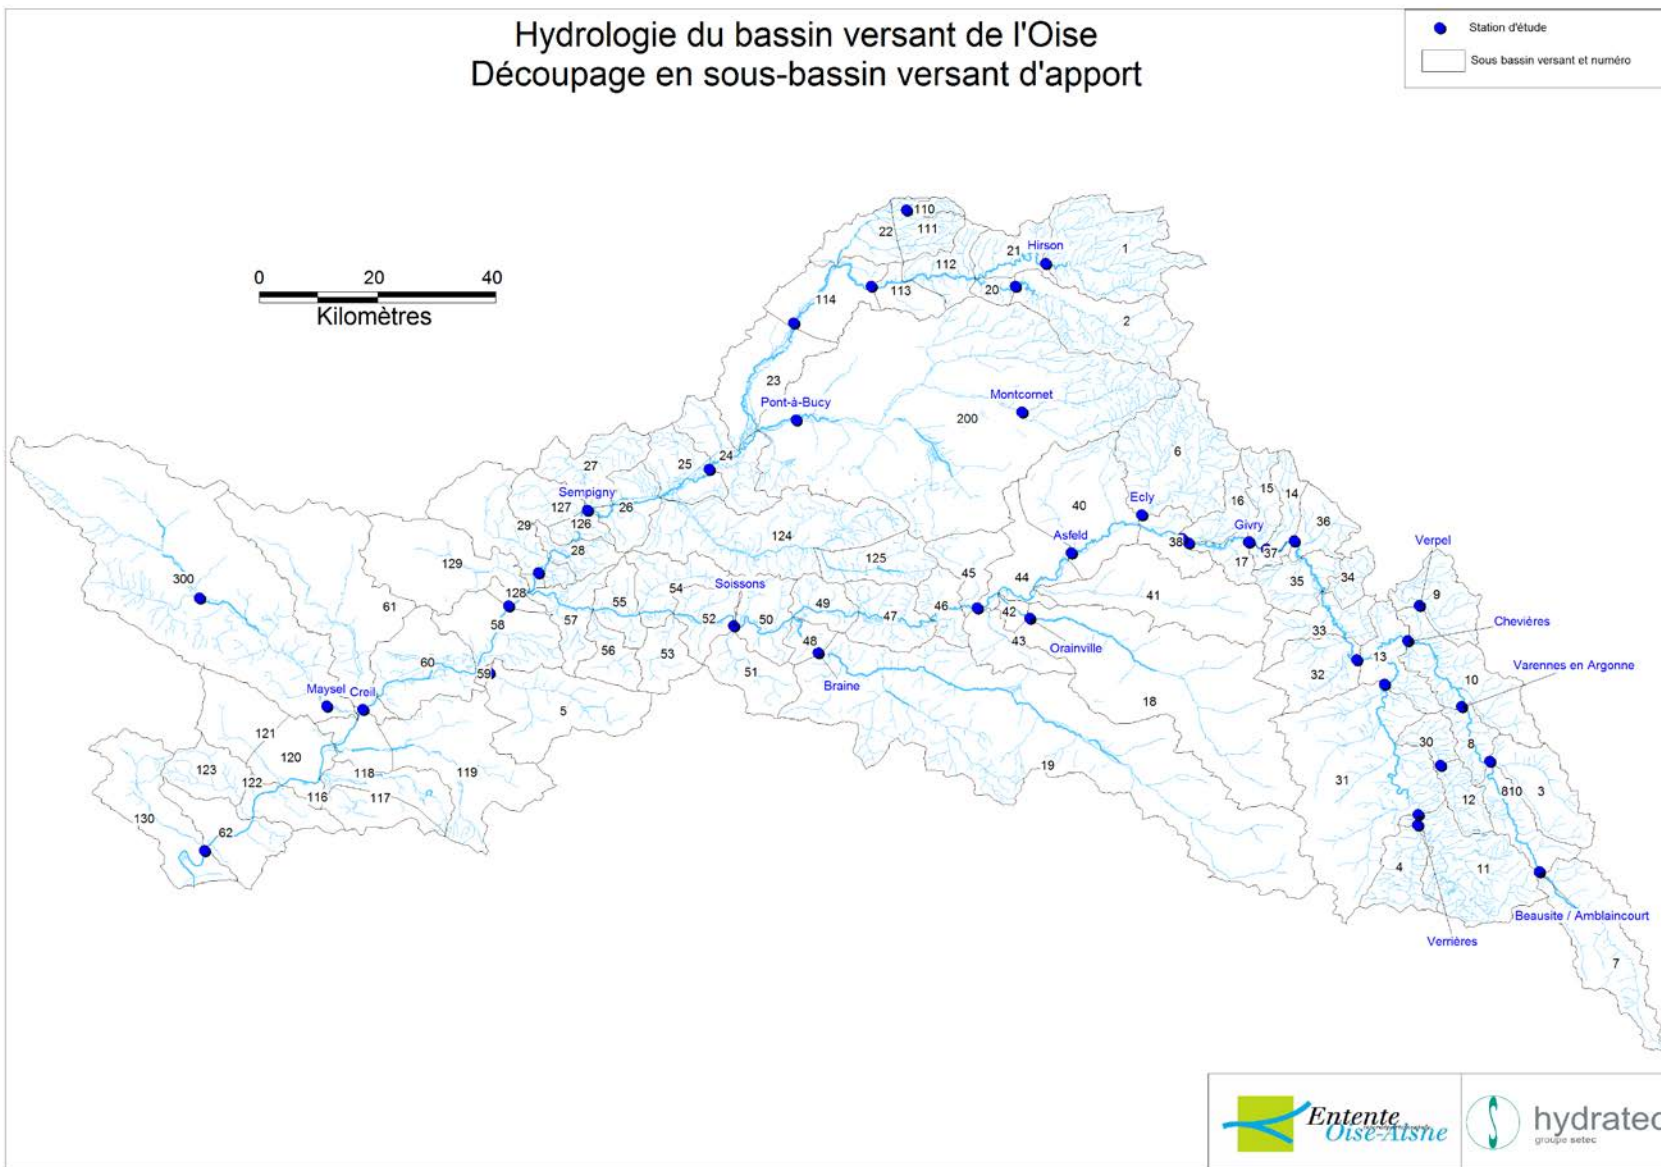 Hydrologie du bassin versant de l'Oise
Découpage en sous-bassin versant d'apport
Station d'étude
Sous bassin versant et numéro
0 20 40
Kilomètres
110
22 111
21 Hirson 1
112
20
113
114
2
23
Pont-à-Bucy
Montcornet
200
24
25
27
6
Sempigny
127 26
126
29
28
124
125
40
Ecly
16 15 14
36
Givry
38
17 37
Asfeld
35 34
Verpel
9
129
300
61
128
58
57
55
54
Soissons
52 50
49
47
46
45
44
42
43
41
Orainville
33
32
13
Chevières
10
Varennes en Argonne
56
53
51
48
Braine
18
60
59
5
Maysel Creil
121
120
123
122
118
119
116 117
130
62
19
31
30
8
12
810 3
4
11
Beausite / Amblaincourt
Verrières
7
Entente
Oise-Aisne
hydratec
groupe setec